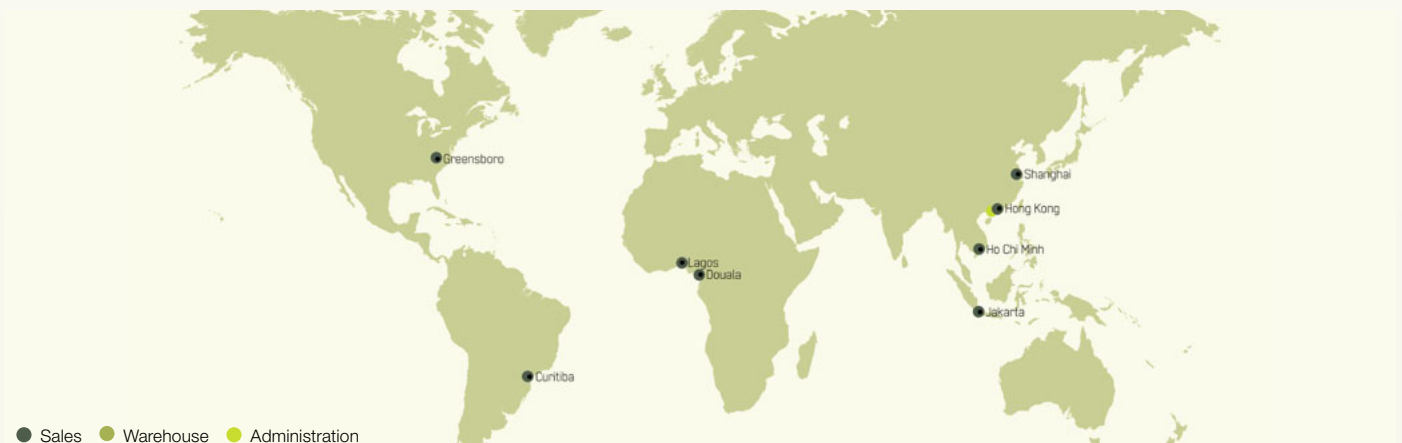 Greensboro
Shanghai
Hong Kong
Ho Chi Minh
Lagos
Douala
Jakarta
Curitiba
Sales
Warehouse
Administration